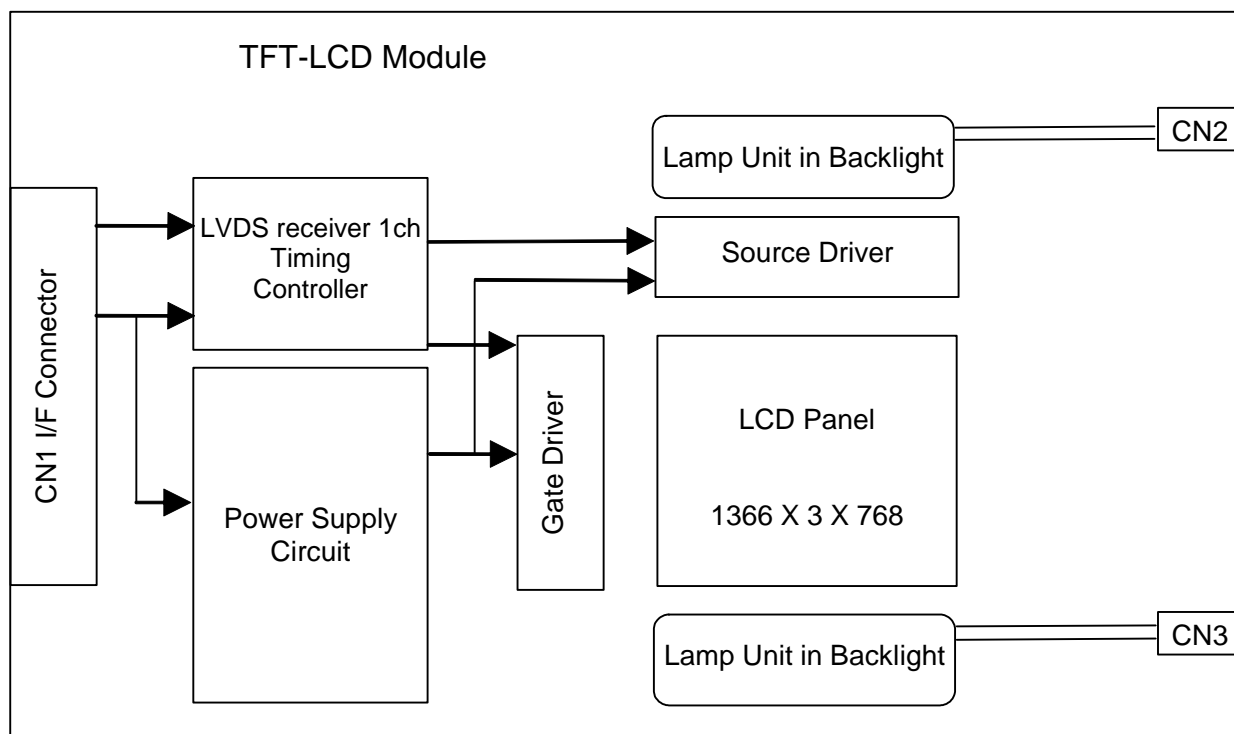 TFT-LCD Module
Lamp Unit in Backlight
CN2
CN1 I/F Connector
LVDS receiver 1ch
Timing
Controller
Source Driver
Power Supply
Circuit
Gate Driver
LCD Panel
1366 X 3 X 768
Lamp Unit in Backlight
CN3